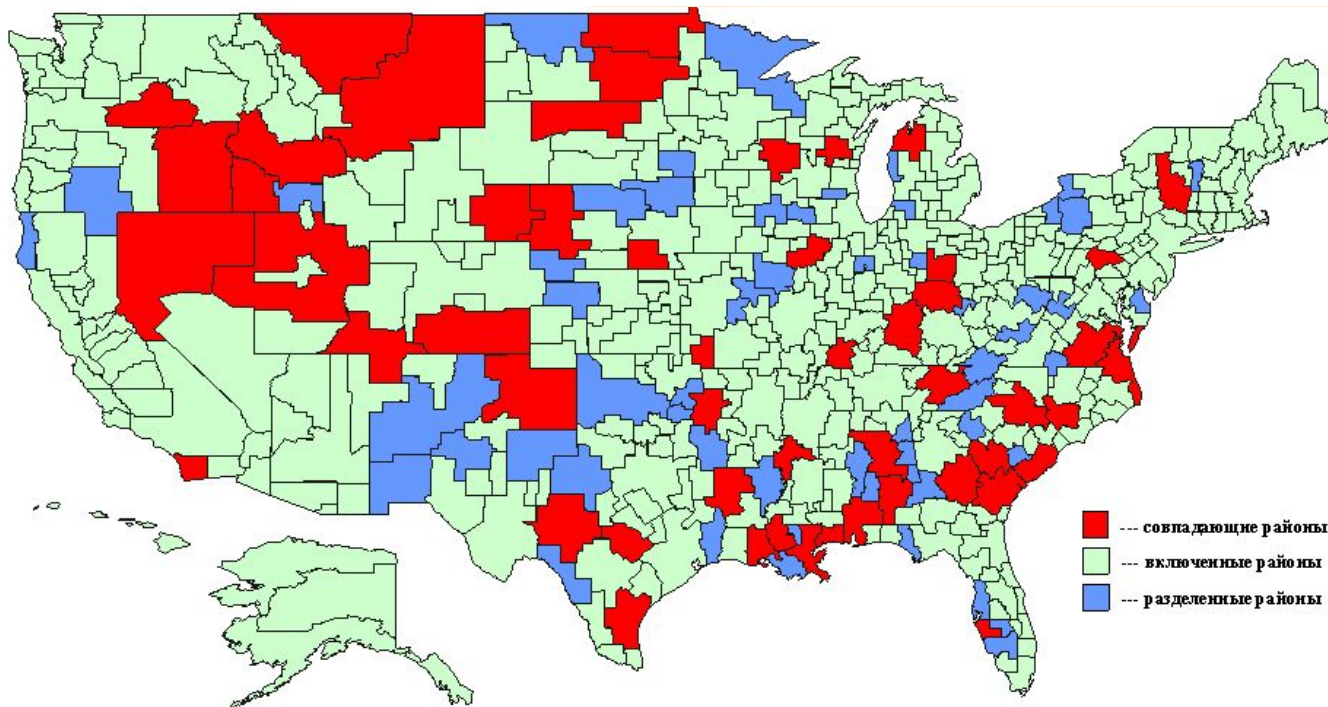 --- совпадающие районы
--- включенные районы
--- разделенные районы